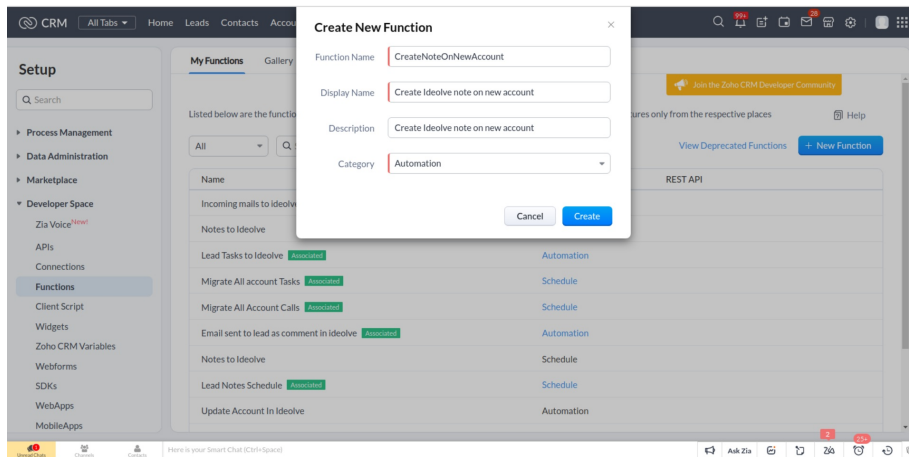 CRM All Tabs Home Leads Contacts Accou
99+ 28
Setup
Search
Process Management
Data Administration
Marketplace
Developer Space
Zia Voice New!
APIs
Connections
Functions
Client Script
Widgets
Zoho CRM Variables
Webforms
SDKs
WebApps
MobileApps
My Functions Gallery
Join the Zoho CRM Developer Community
Listed below are the functio
ures only from the respective places Help
All
View Deprecated Functions + New Function
Name REST API
Incoming mails to ideolv
Notes to Ideolve
Lead Tasks to Ideolve Associated Automation
Migrate All account Tasks Associated Schedule
Migrate All Account Calls Associated Schedule
Email sent to lead as comment in ideolve Associated Automation
Notes to Ideolve Schedule
Lead Notes Schedule Associated Schedule
Update Account In Ideolve Automation
Create New Function
Function Name CreateNoteOnNewAccount
Display Name Create Ideolve note on new account
Description Create Ideolve note on new account
Category Automation
Cancel Create
Unread Chats Channels Contacts Here is your Smart Chat (Ctrl+Space) Ask Zia 2 25+